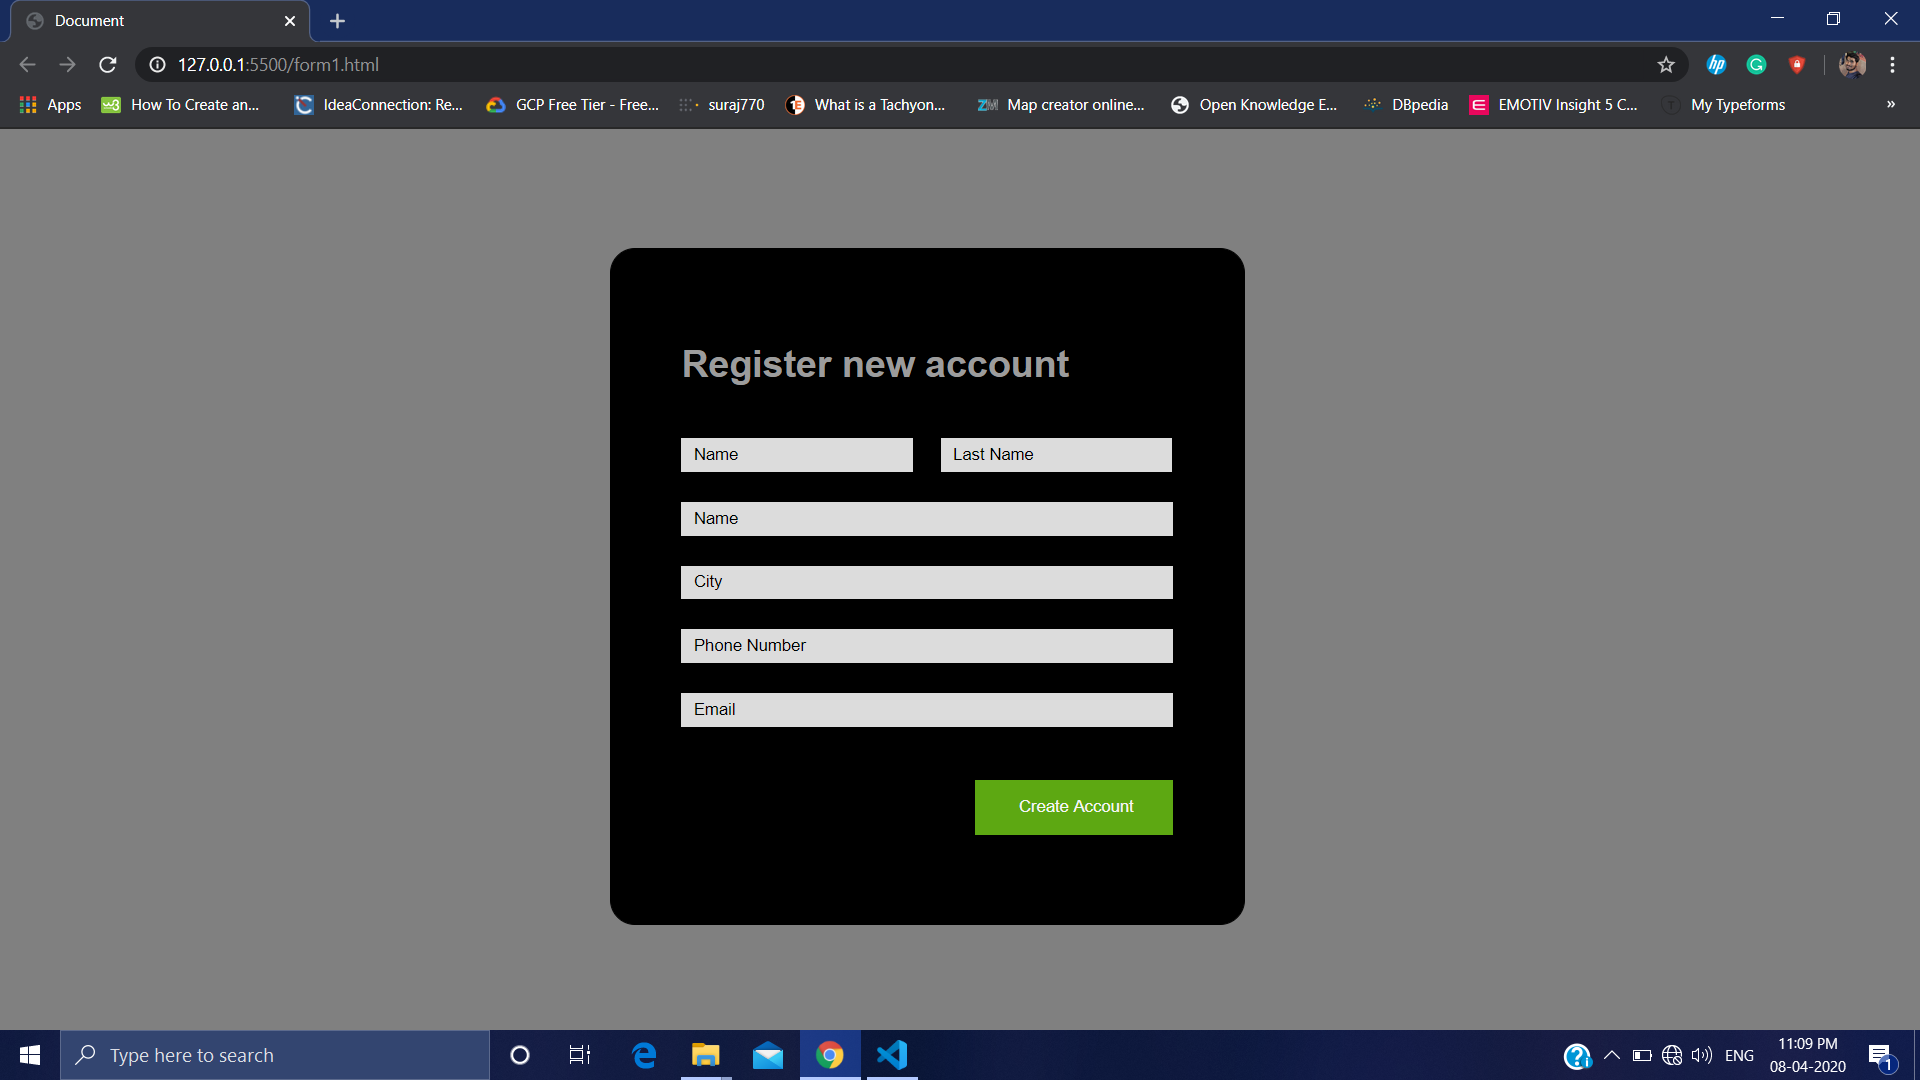 Document
127.0.0.1:5500/form1.html
Apps How To Create an... IdeaConnection: Re... GCP Free Tier - Free... suraj770 What is a Tachyon... Map creator online... Open Knowledge E... DBpedia EMOTIV Insight 5 C... My Typeforms »
Register new account
Name Last Name
Name
City
Phone Number
Email
Create Account
Type here to search
ENG
11:09 PM
08-04-2020
1